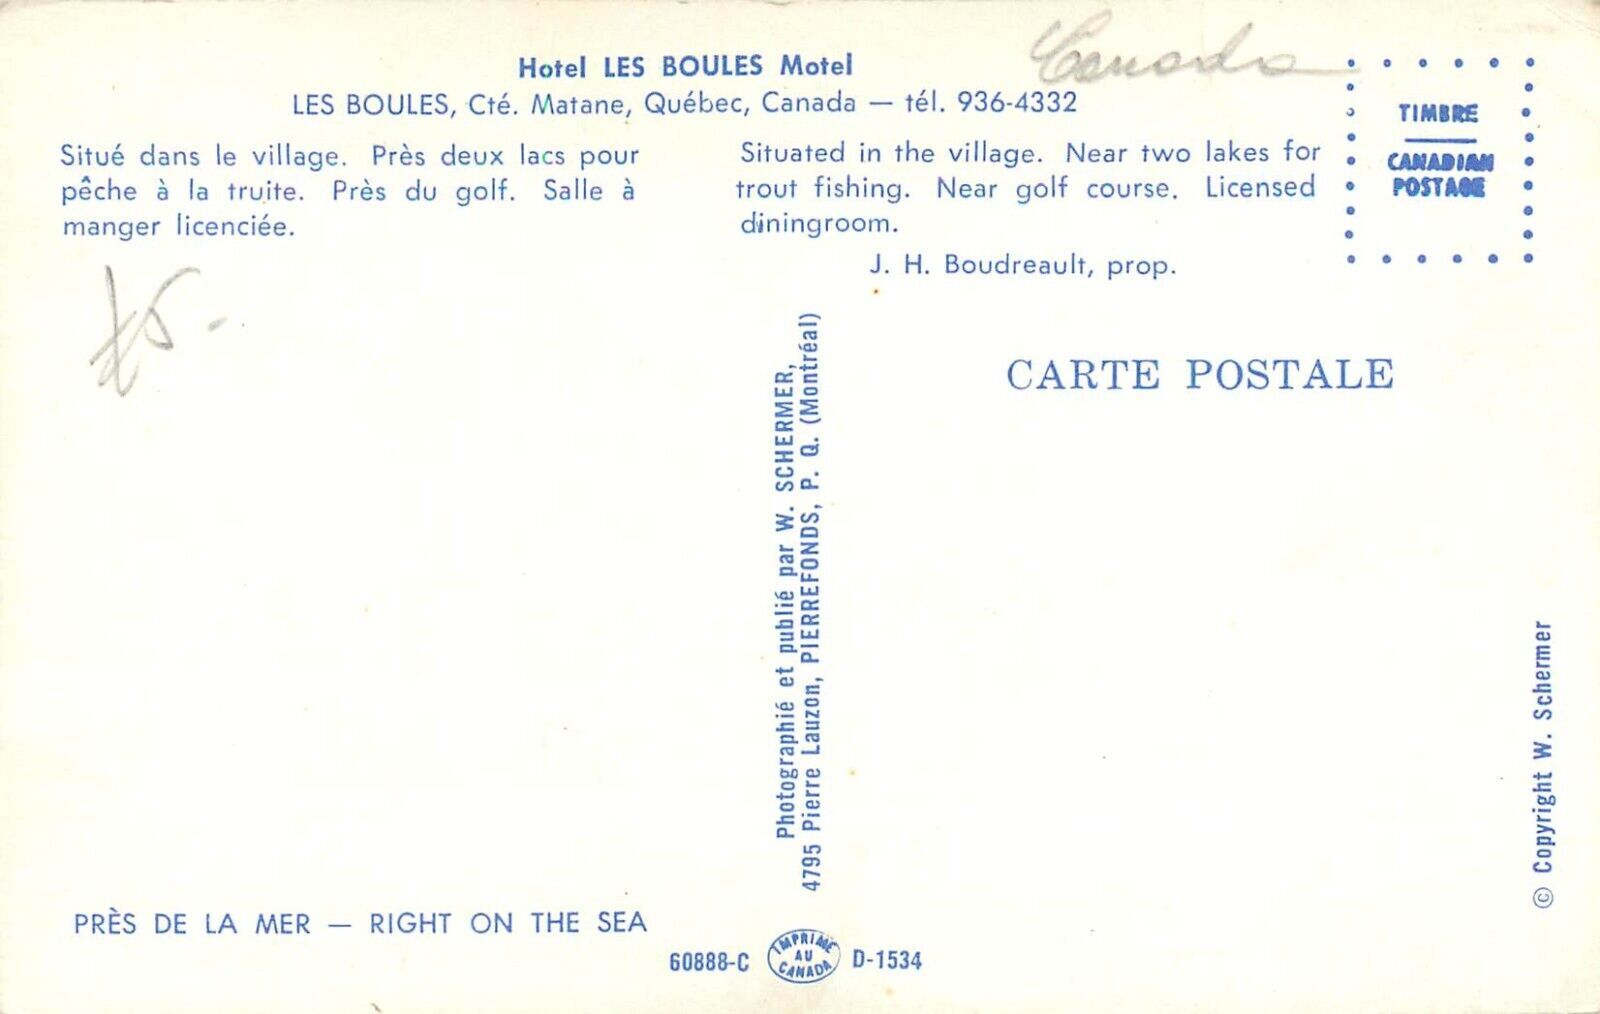 Canada
Hotel LES BOULES Motel
LES BOULES, Cté. Matane, Québec, Canada — tél. 936-4332
Situé dans le village. Près deux lacs pour
pêche à la truite. Près du golf. Salle à
manger licenciée.
Situated in the village. Near two lakes for
trout fishing. Near golf course. Licensed
diningroom.
J. H. Boudreault, prop.
TIMBRE
CANADIAN
POSTAGE
CARTE POSTALE
Photographié et publié par W. SCHERMER,
4795 Pierre Lauzon, PIERREFONDS, P. Q. (Montréal)
© Copyright W. Schermer
PRÈS DE LA MER — RIGHT ON THE SEA
60888-C
IMPRIME
AU
CANADA
D-1534